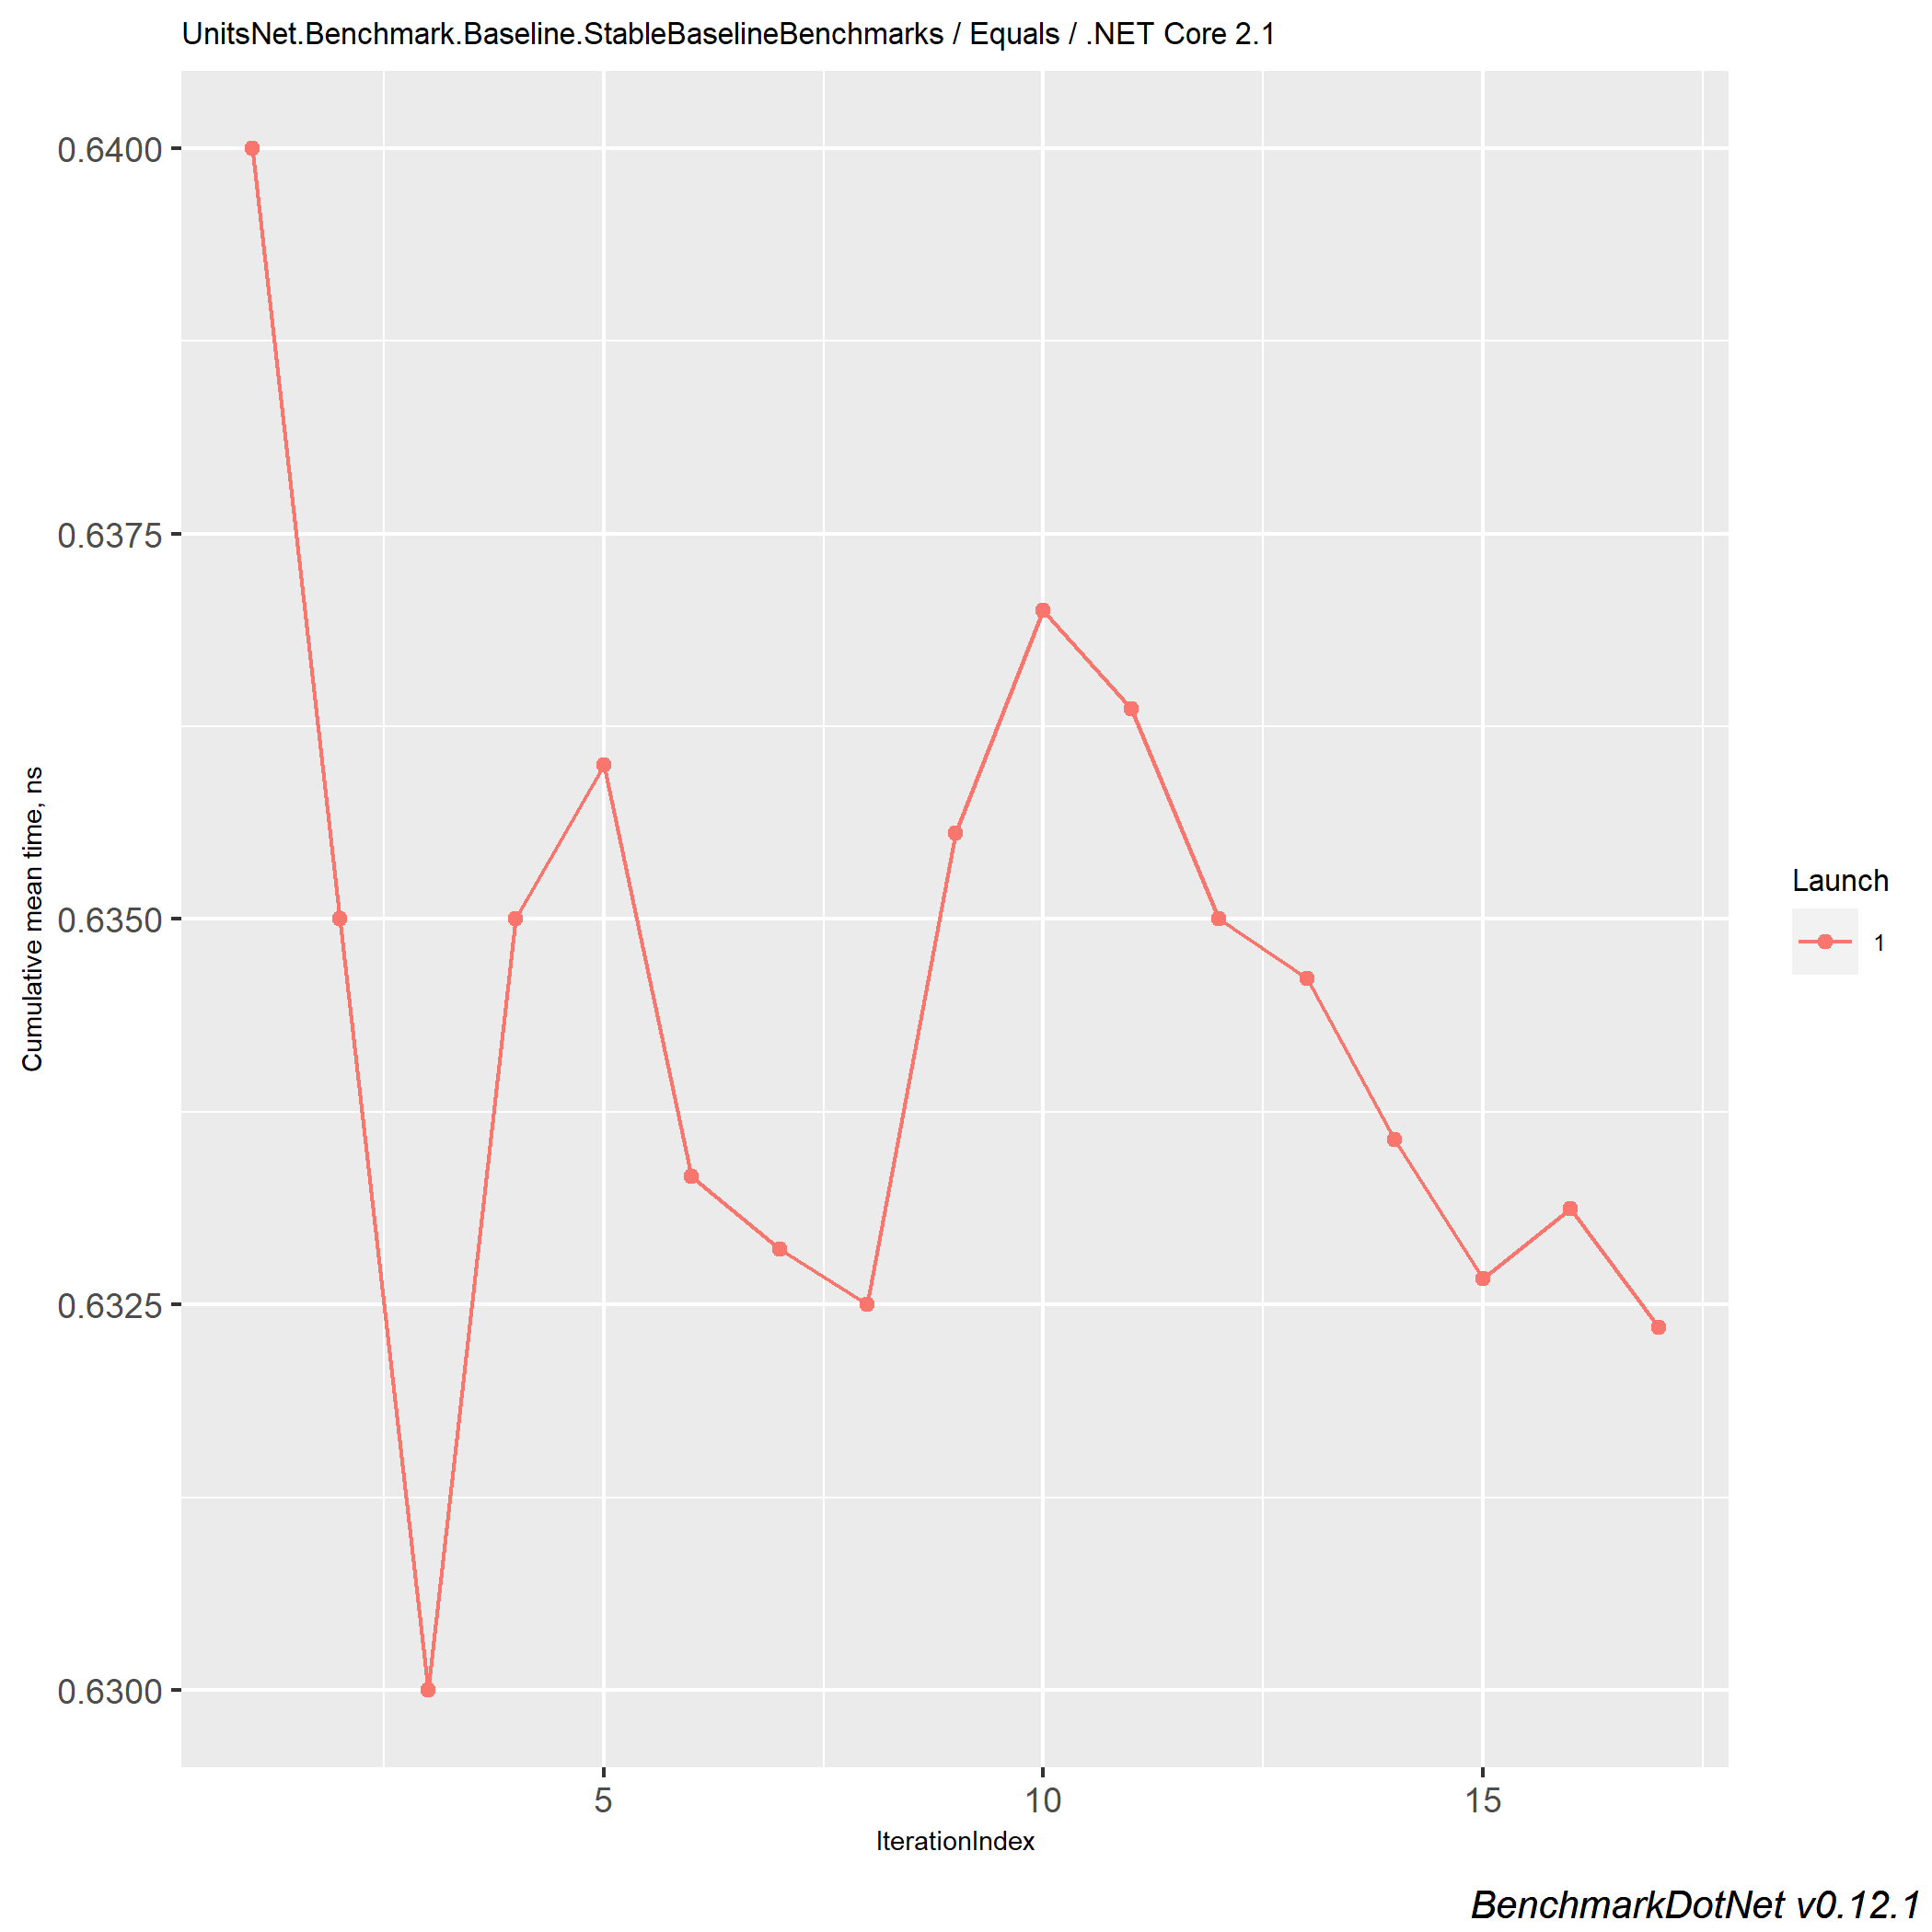 UnitsNet.Benchmark.Baseline.StableBaselineBenchmarks / Equals / .NET Core 2.1
0.6400
0.6375
0.6350
0.6325
0.6300
Cumulative mean time, ns
5
10
15
IterationIndex
Launch
1
BenchmarkDotNet v0.12.1